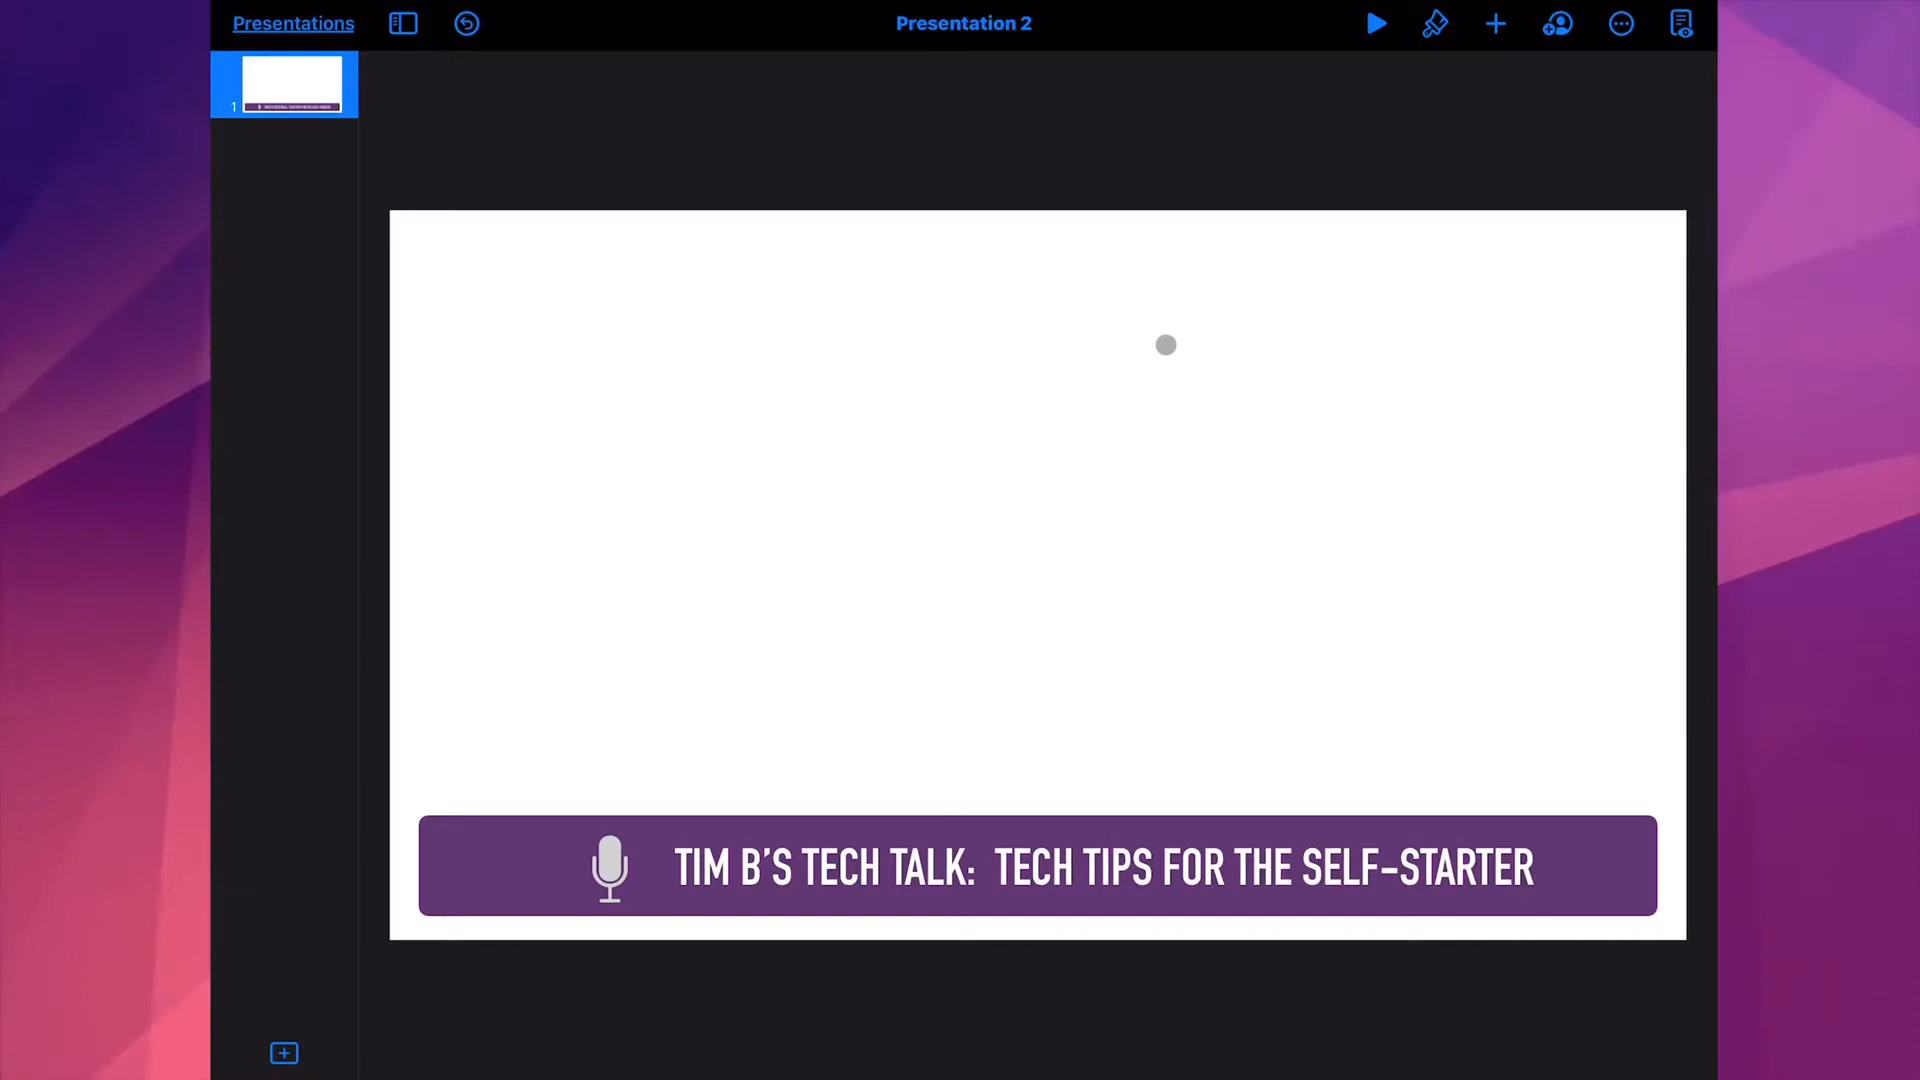 Presentations
Presentation 2
1
TIM B’S TECH TALK:  TECH TIPS FOR THE SELF-STARTER